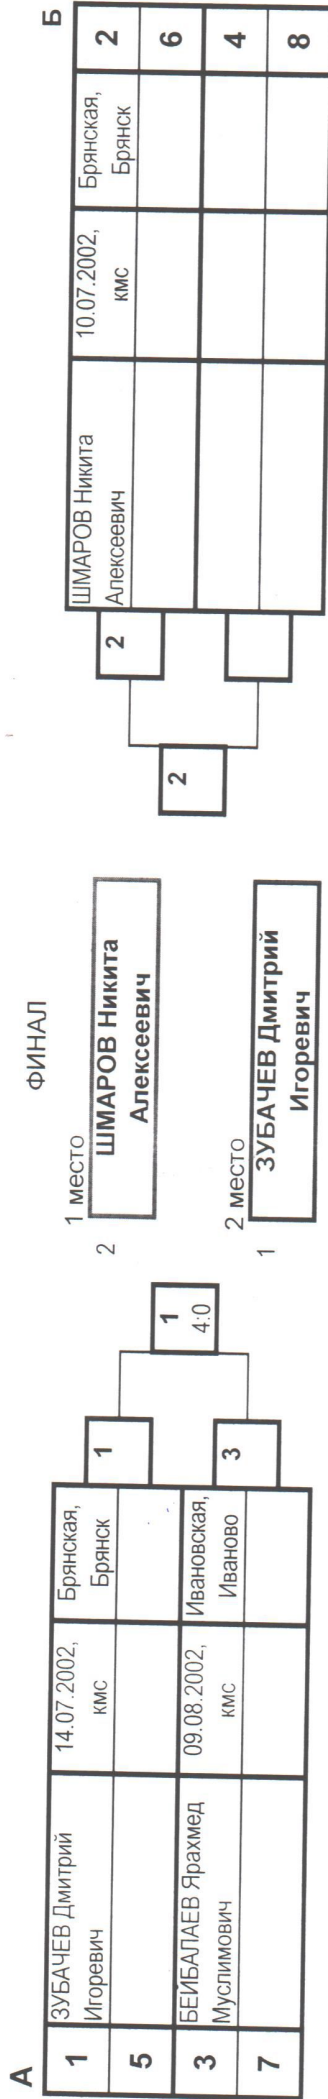 А
1
ЗУБАЧЕВ Дмитрий
Игоревич
14.07.2002,
кмс
Брянская,
Брянск
5
3
БЕЙБАЛАЕВ Ярахмед
Муслимович
09.08.2002,
кмс
Ивановская,
Иваново
7
1
3
1
4:0
ФИНАЛ
1 место
2
ШМАРОВ Никита
Алексеевич
2 место
1
ЗУБАЧЕВ Дмитрий
Игоревич
2
2
Б
ШМАРОВ Никита
Алексеевич
10.07.2002,
кмс
Брянская,
Брянск
2
6
4
8